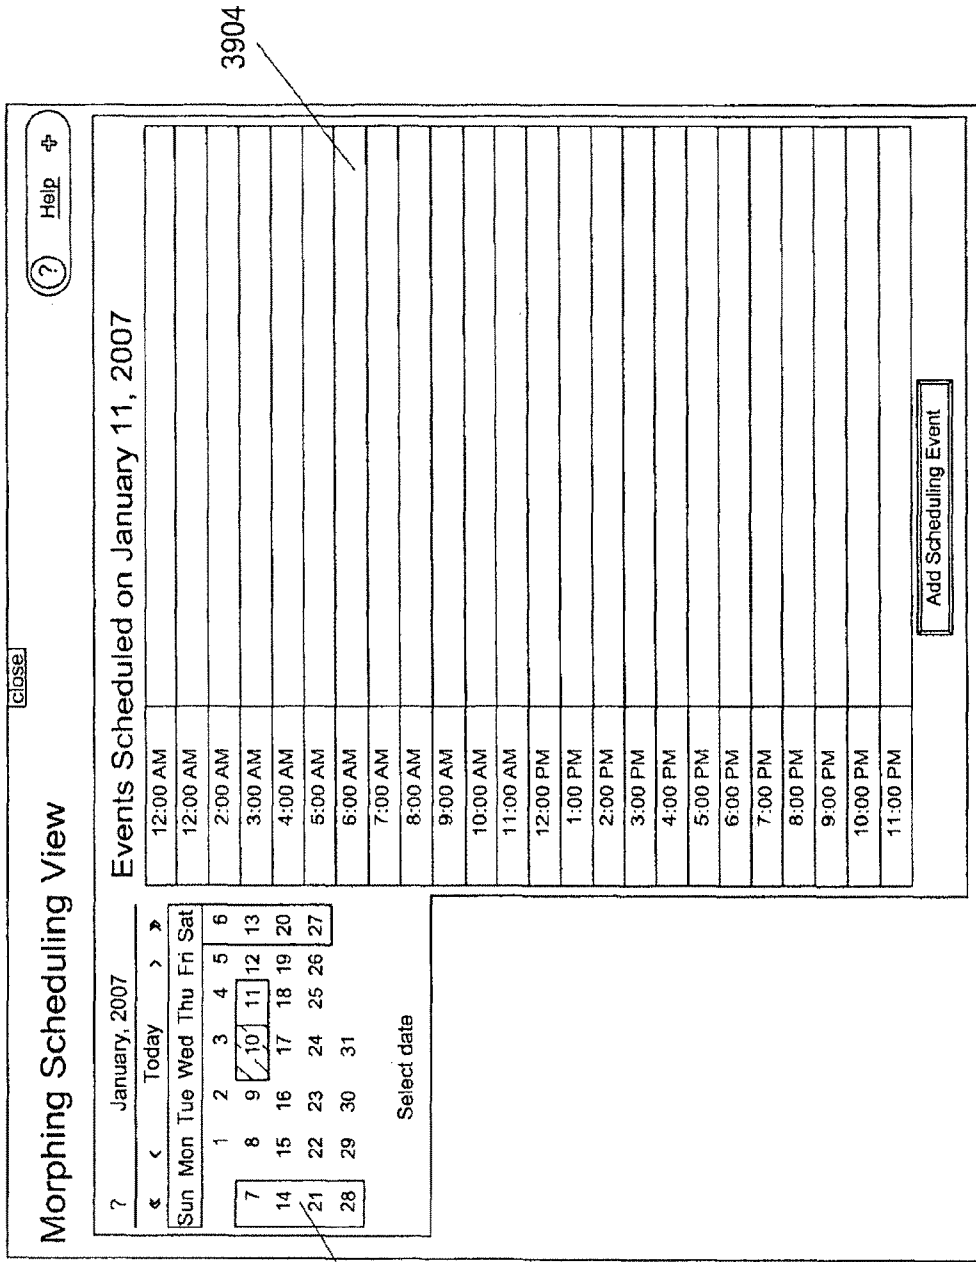 close
Morphing Scheduling View
? Help
? January, 2007
« < Today > »
Sun Mon Tue Wed Thu Fri Sat
1 2 3 4 5 6
7 8 9 10 11 12 13
14 15 16 17 18 19 20
21 22 23 24 25 26 27
28 29 30 31
Select date
Events Scheduled on January 11, 2007
12:00 AM
12:00 AM
2:00 AM
3:00 AM
4:00 AM
5:00 AM
6:00 AM
7:00 AM
8:00 AM
9:00 AM
10:00 AM
11:00 AM
12:00 PM
1:00 PM
2:00 PM
3:00 PM
4:00 PM
5:00 PM
6:00 PM
7:00 PM
8:00 PM
9:00 PM
10:00 PM
11:00 PM
Add Scheduling Event
3904